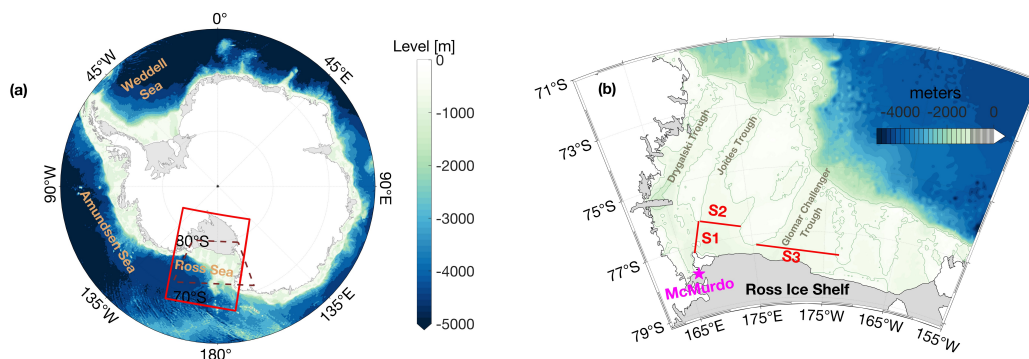 (a)
0°
45°W
45°E
90°W
90°E
135°W
135°E
180°
Weddell
Sea
Amundsen Sea
80°S
Ross Sea
70°S
Level [m]
0
-1000
-2000
-3000
-4000
-5000
(b)
71°S
73°S
75°S
77°S
79°S
165°E
175°E
175°W
165°W
155°W
meters
-4000 -2000 0
Drygalski Trough
Joides Trough
Glomar Challenger
Trough
S2
S1
S3
McMurdo
Ross Ice Shelf